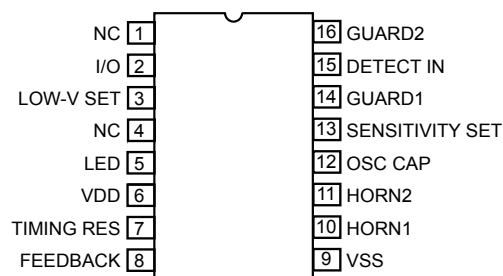 NC 1
I/O 2
LOW-V SET 3
NC 4
LED 5
VDD 6
TIMING RES 7
FEEDBACK 8
16 GUARD2
15 DETECT IN
14 GUARD1
13 SENSITIVITY SET
12 OSC CAP
11 HORN2
10 HORN1
9 VSS